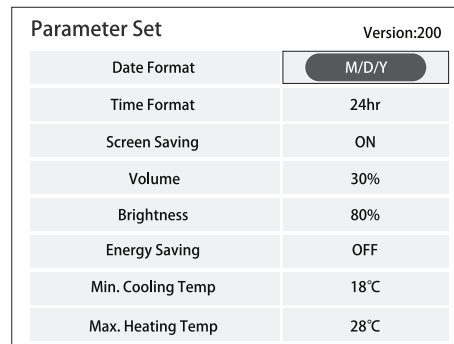 Parameter Set Version:200
Date Format M/D/Y
Time Format 24hr
Screen Saving ON
Volume 30%
Brightness 80%
Energy Saving OFF
Min. Cooling Temp 18℃
Max. Heating Temp 28℃